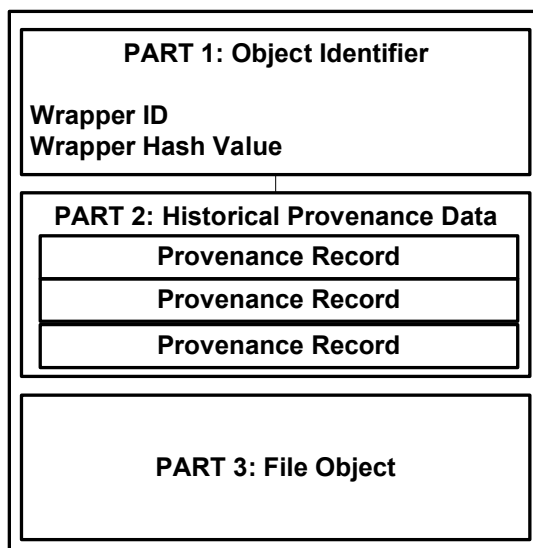 PART 1: Object Identifier
Wrapper ID
Wrapper Hash Value
PART 2: Historical Provenance Data
Provenance Record
Provenance Record
Provenance Record
PART 3: File Object